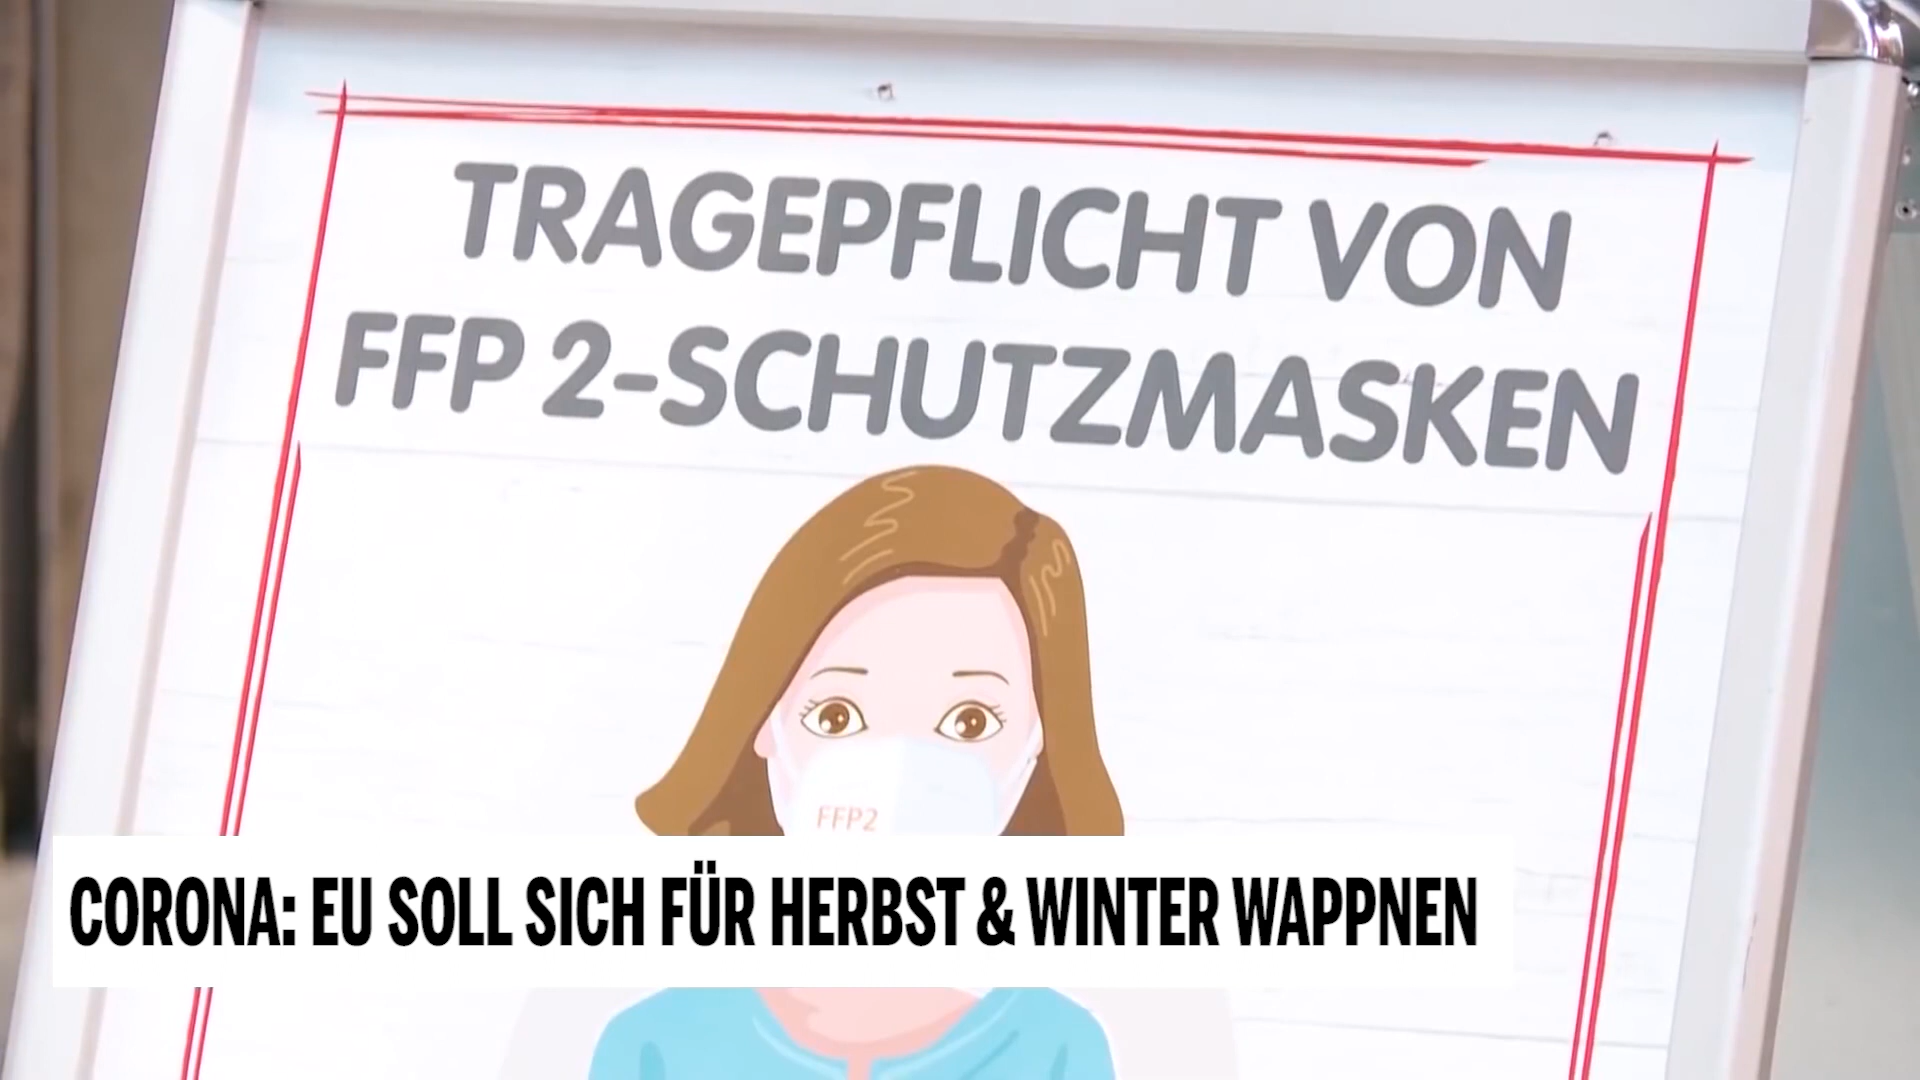 TRAGEPFLICHT VON
FFP 2-SCHUTZMASKEN
FFP2
CORONA: EU SOLL SICH FÜR HERBST & WINTER WAPPNEN